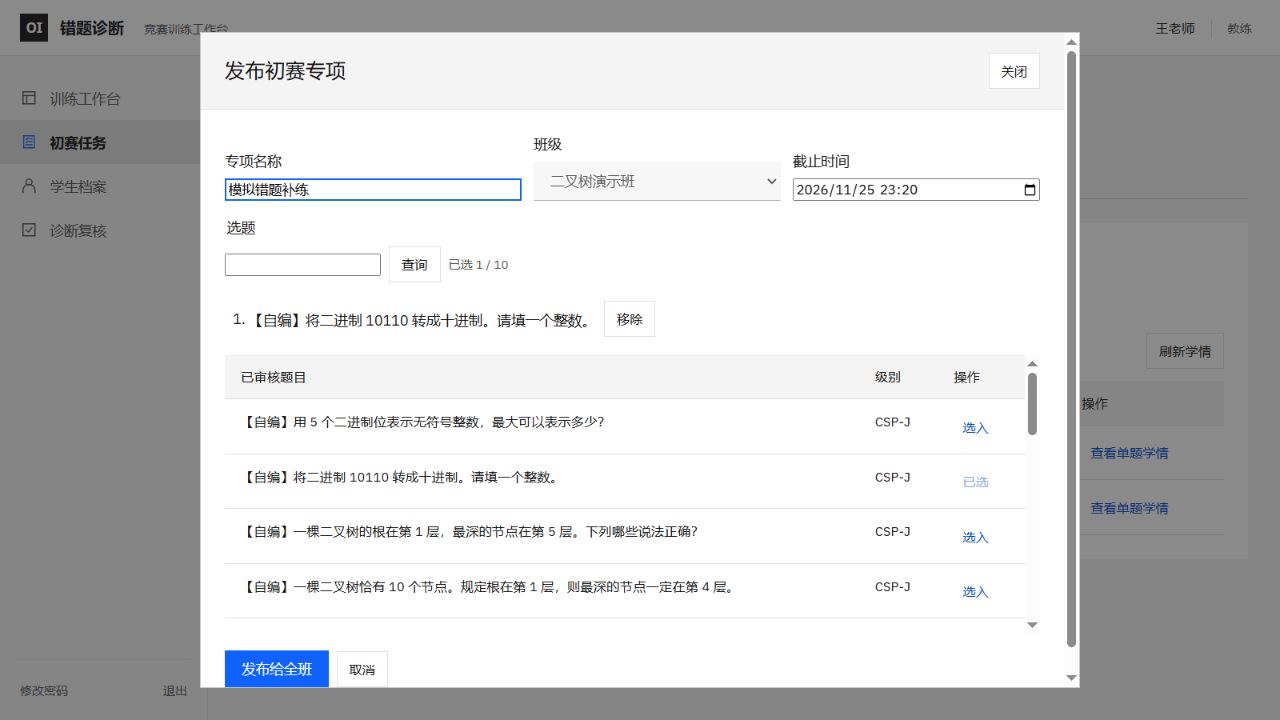 OI 错题诊断 竞赛训练工作台 王老师 教练
训练工作台
初赛任务
学生档案
诊断复核
修改密码 退出
发布初赛专项 关闭
专项名称 班级 截止时间
模拟错题补练 二叉树演示班 2026/11/25 23:20
选题
查询 已选 1 / 10
1. 【自编】将二进制 10110 转成十进制。请填一个整数。 移除
已审核题目 级别 操作
【自编】用 5 个二进制位表示无符号整数，最大可以表示多少？ CSP-J 选入
【自编】将二进制 10110 转成十进制。请填一个整数。 CSP-J 已选
【自编】一棵二叉树的根在第 1 层，最深的节点在第 5 层。下列哪些说法正确？ CSP-J 选入
【自编】一棵二叉树恰有 10 个节点。规定根在第 1 层，则最深的节点一定在第 4 层。 CSP-J 选入
发布给全班 取消
刷新学情
操作
查看单题学情
查看单题学情